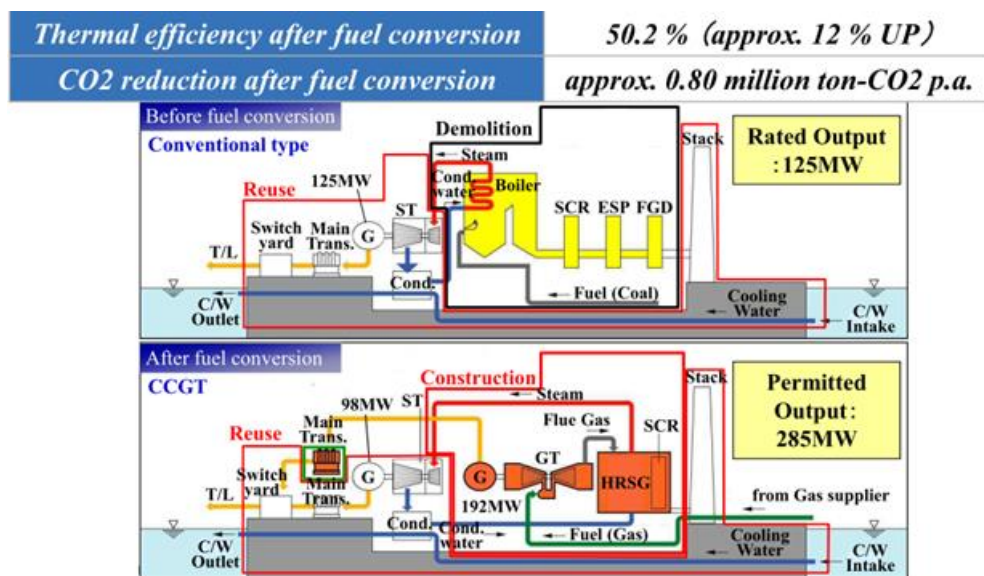 Thermal efficiency after fuel conversion
50.2 % (approx. 12 % UP)
CO2 reduction after fuel conversion
approx. 0.80 million ton-CO2 p.a.
Before fuel conversion
Conventional type
Demolition
Stack
Rated Output
:125MW
Steam
Cond.
water
Boiler
125MW
Reuse
ST
SCR
ESP
FGD
Switch
yard
Main
Trans.
G
T/L
Cond.
Fuel (Coal)
Cooling
Water
C/W
Outlet
C/W
Intake
After fuel conversion
CCGT
Construction
Stack
Permitted
Output:
285MW
Steam
98MW
ST
Main
Trans.
Reuse
Flue Gas
SCR
GT
HRSG
G
G
192MW
Switch
yard
Main
Trans.
T/L
from Gas supplier
Cond.
Cond.
water
Fuel (Gas)
Cooling
Water
C/W
Outlet
C/W
Intake